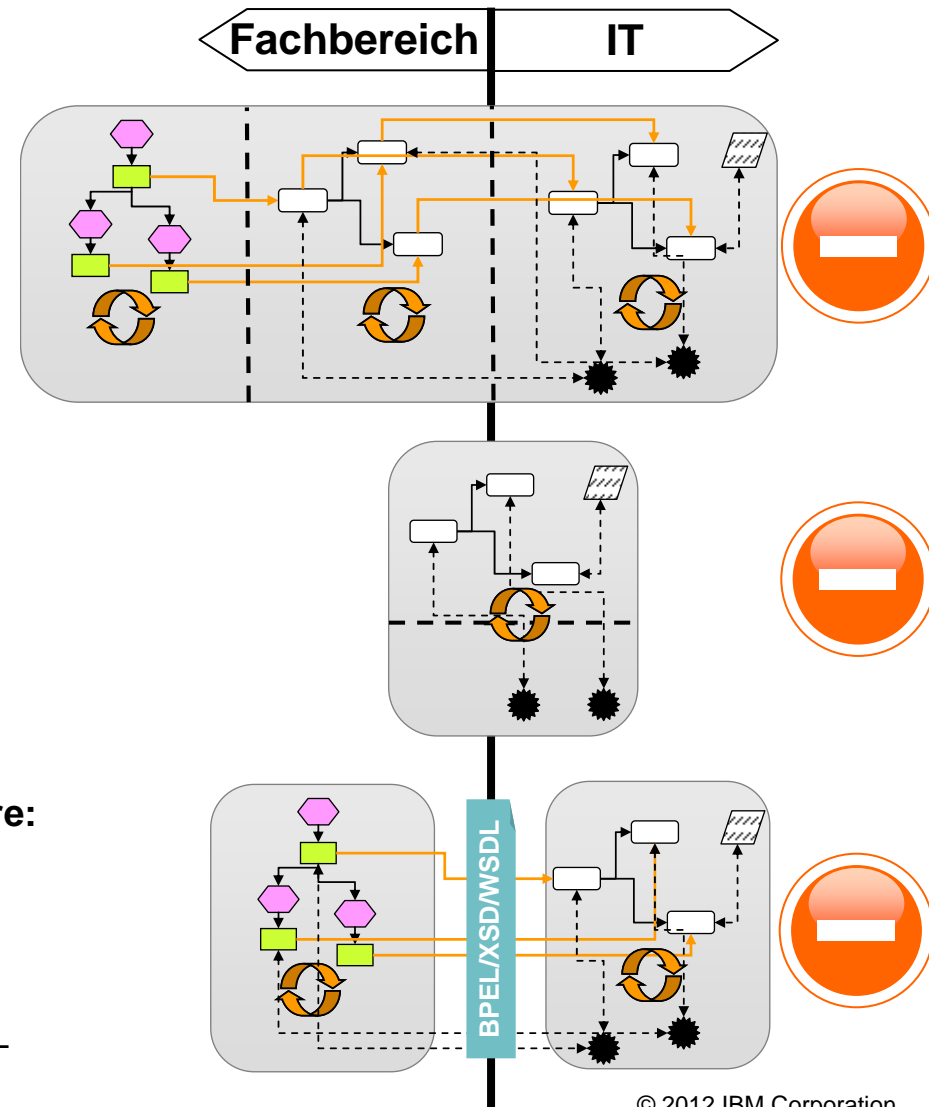 Fachbereich IT
re:
BPEL/XSD/WSDL
–
© 2012 IBM Corporation